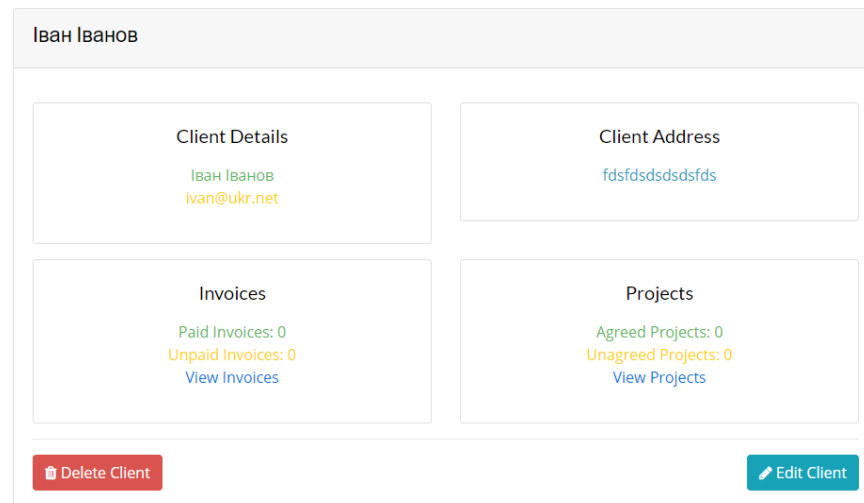 Іван Іванов
Client Details
Іван Іванов
ivan@ukr.net
Client Address
fdsfdsdsdsdsfds
Invoices
Paid Invoices: 0
Unpaid Invoices: 0
View Invoices
Projects
Agreed Projects: 0
Unagreed Projects: 0
View Projects
Delete Client
Edit Client